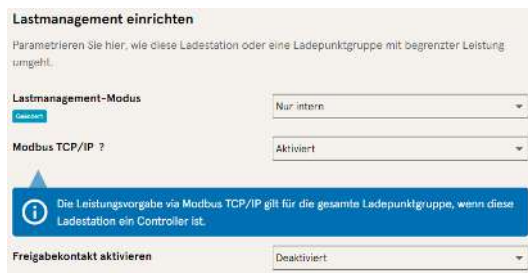 Lastmanagement einrichten
Parametrieren Sie hier, wie diese Ladestation oder eine Ladepunktgruppe mit begrenzter Leistung
umgeht.
Lastmanagement-Modus
Nur intern
Geändert
Modbus TCP/IP ?
Aktiviert
Die Leistungsvorgabe via Modbus TCP/IP gilt für die gesamte Ladepunktgruppe, wenn diese
Ladestation ein Controller ist.
Freigabekontakt aktivieren
Deaktiviert